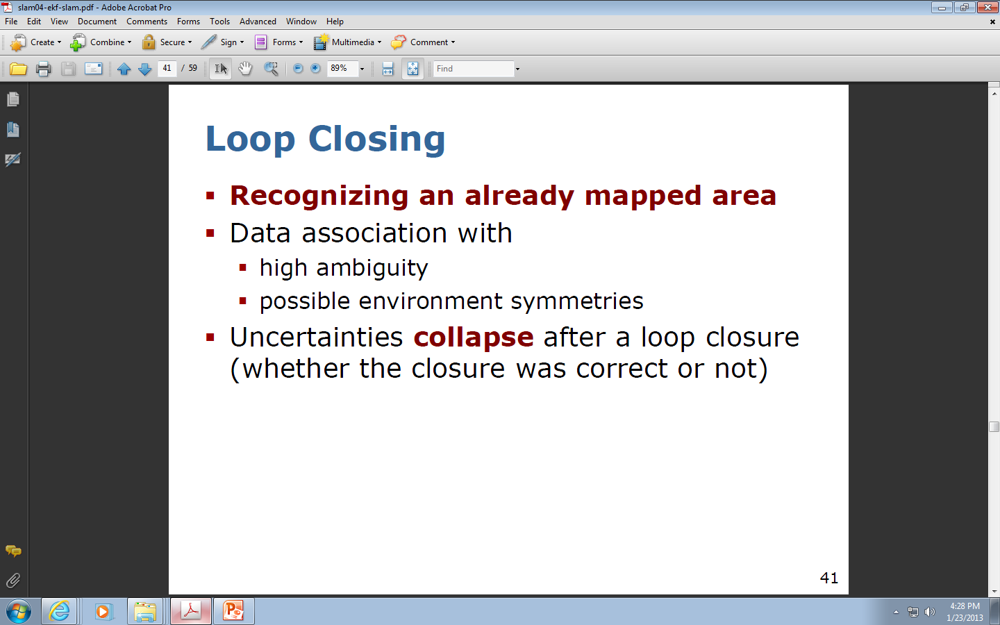 slam04-ekf-slam.pdf - Adobe Acrobat Pro
File Edit View Document Comments Forms Tools Advanced Window Help
Create Combine Secure Sign Forms Multimedia Comment
41 / 59 89% Find
Loop Closing
Recognizing an already mapped area
Data association with
high ambiguity
possible environment symmetries
Uncertainties collapse after a loop closure
(whether the closure was correct or not)
41
4:28 PM
1/23/2013